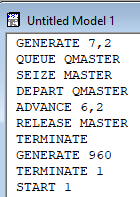 Untitled Model 1
GENERATE 7,2
QUEUE QMASTER
SEIZE MASTER
DEPART QMASTER
ADVANCE 6,2
RELEASE MASTER
TERMINATE
GENERATE 960
TERMINATE 1
START 1